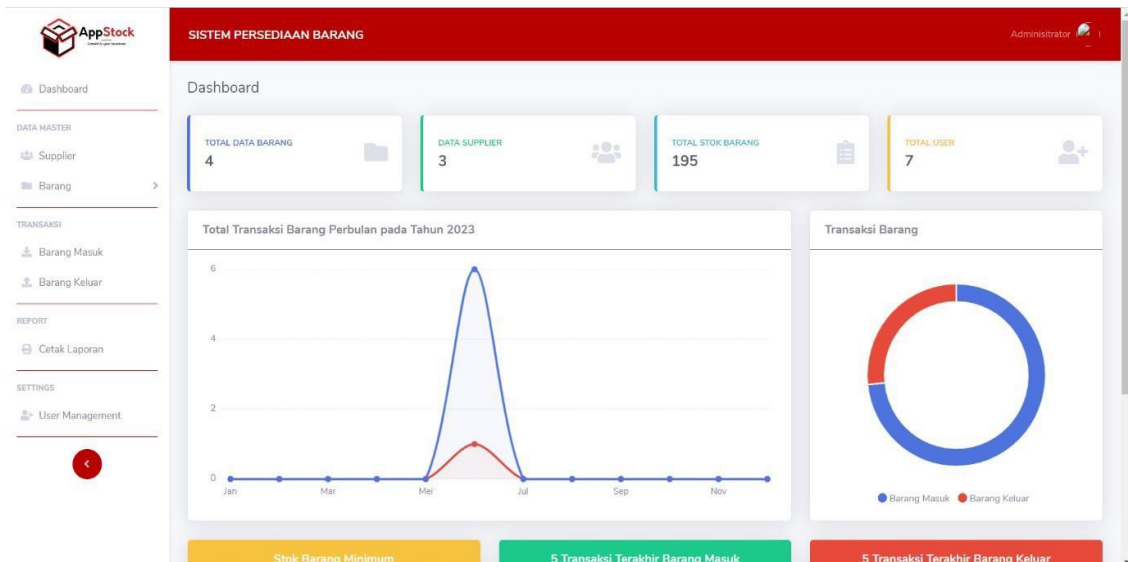 AppStock
SISTEM PERSEDIAAN BARANG
Adminisitrator
Dashboard
DATA MASTER
Supplier
Barang
TRANSAKSI
Barang Masuk
Barang Keluar
REPORT
Cetak Laporan
SETTINGS
User Management
Dashboard
TOTAL DATA BARANG
4
DATA SUPPLIER
3
TOTAL STOK BARANG
195
TOTAL USER
7
Total Transaksi Barang Perbulan pada Tahun 2023
6
4
2
0
Jan Mar Mei Jul Sep Nov
Transaksi Barang
Barang Masuk Barang Keluar
Stok Barang Minimum
5 Transaksi Terakhir Barang Masuk
5 Transaksi Terakhir Barang Keluar